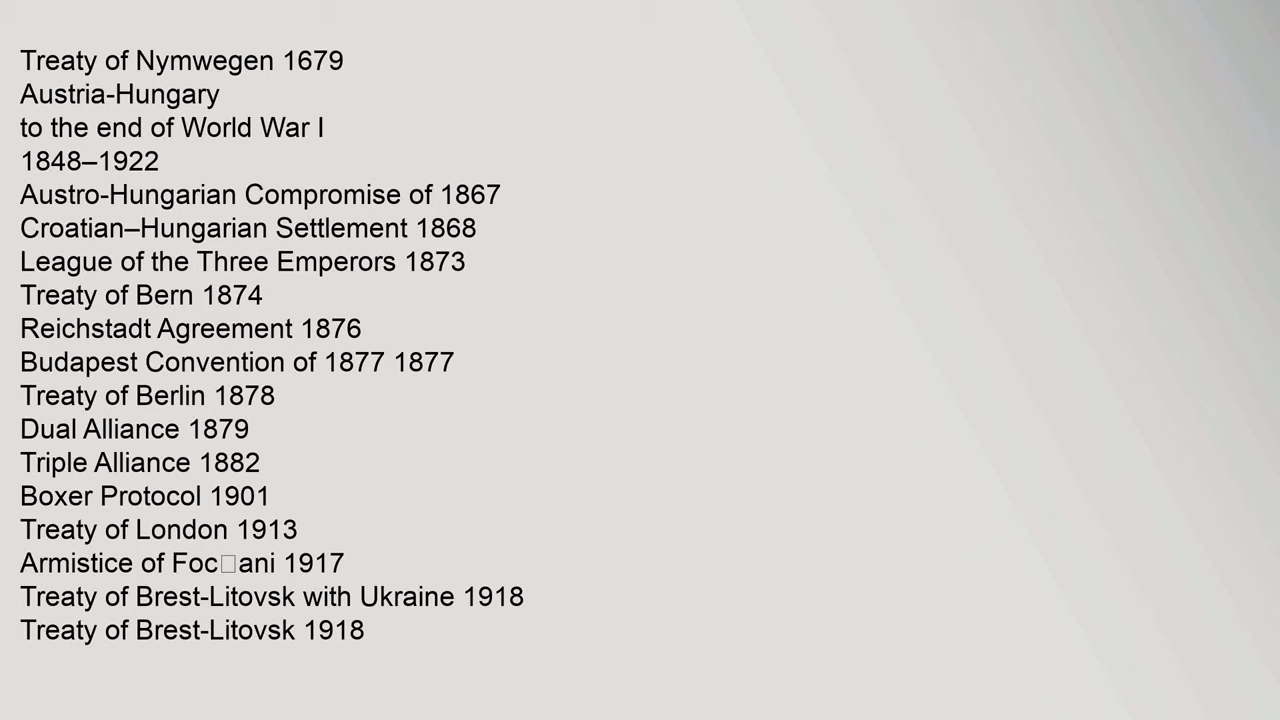 Treaty of Nymwegen 1679
Austria-Hungary
to the end of World War I
1848–1922
Austro-Hungarian Compromise of 1867
Croatian–Hungarian Settlement 1868
League of the Three Emperors 1873
Treaty of Bern 1874
Reichstadt Agreement 1876
Budapest Convention of 1877 1877
Treaty of Berlin 1878
Dual Alliance 1879
Triple Alliance 1882
Boxer Protocol 1901
Treaty of London 1913
Armistice of Foc□ani 1917
Treaty of Brest-Litovsk with Ukraine 1918
Treaty of Brest-Litovsk 1918